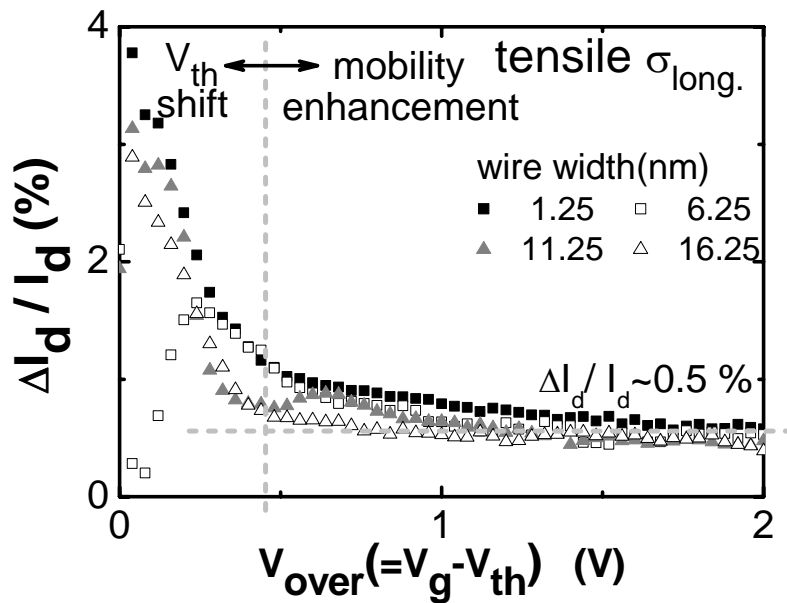 4
V_th shift
mobility enhancement
tensile σ_long.
wire width(nm)
1.25
6.25
11.25
16.25
2
ΔI_d / I_d (%)
ΔI_d / I_d ~0.5 %
0
0
1
2
V_over(=V_g-V_th) (V)